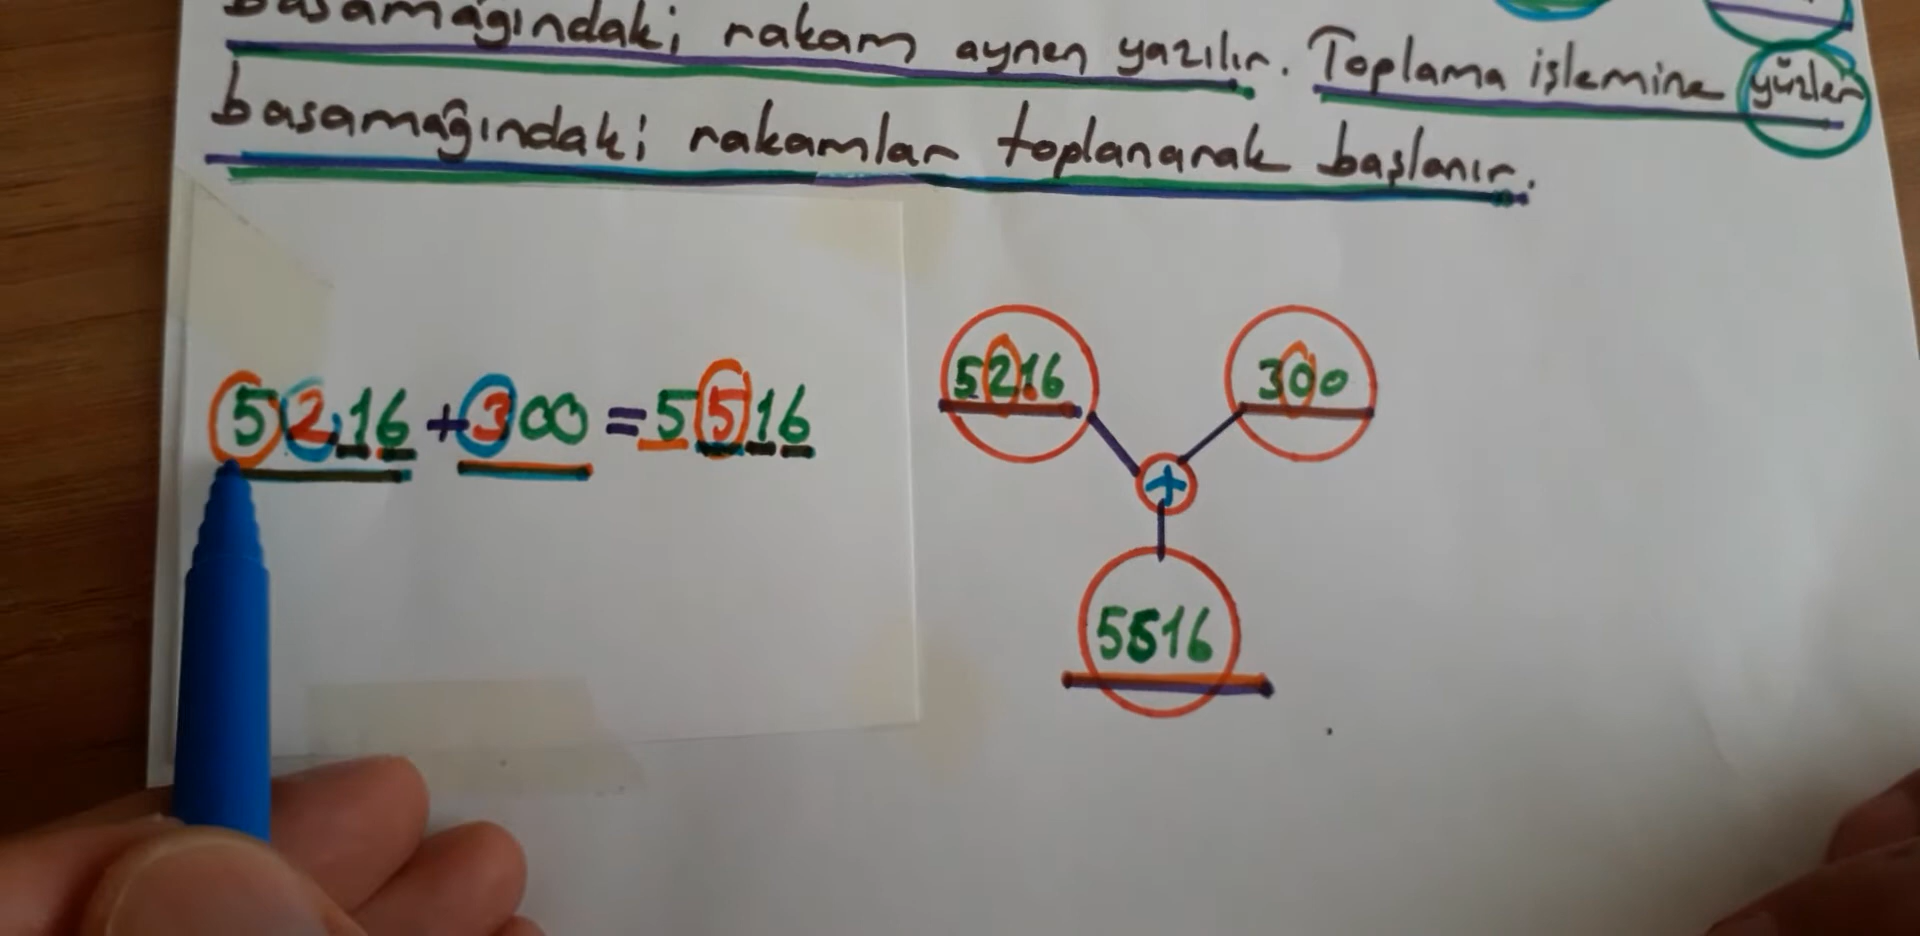 basamağındaki rakam aynen yazılır. Toplama işlemine yüzler
basamağındaki rakamlar toplanarak başlanır.
5216 + 300 = 5516
5216 300
+
5516